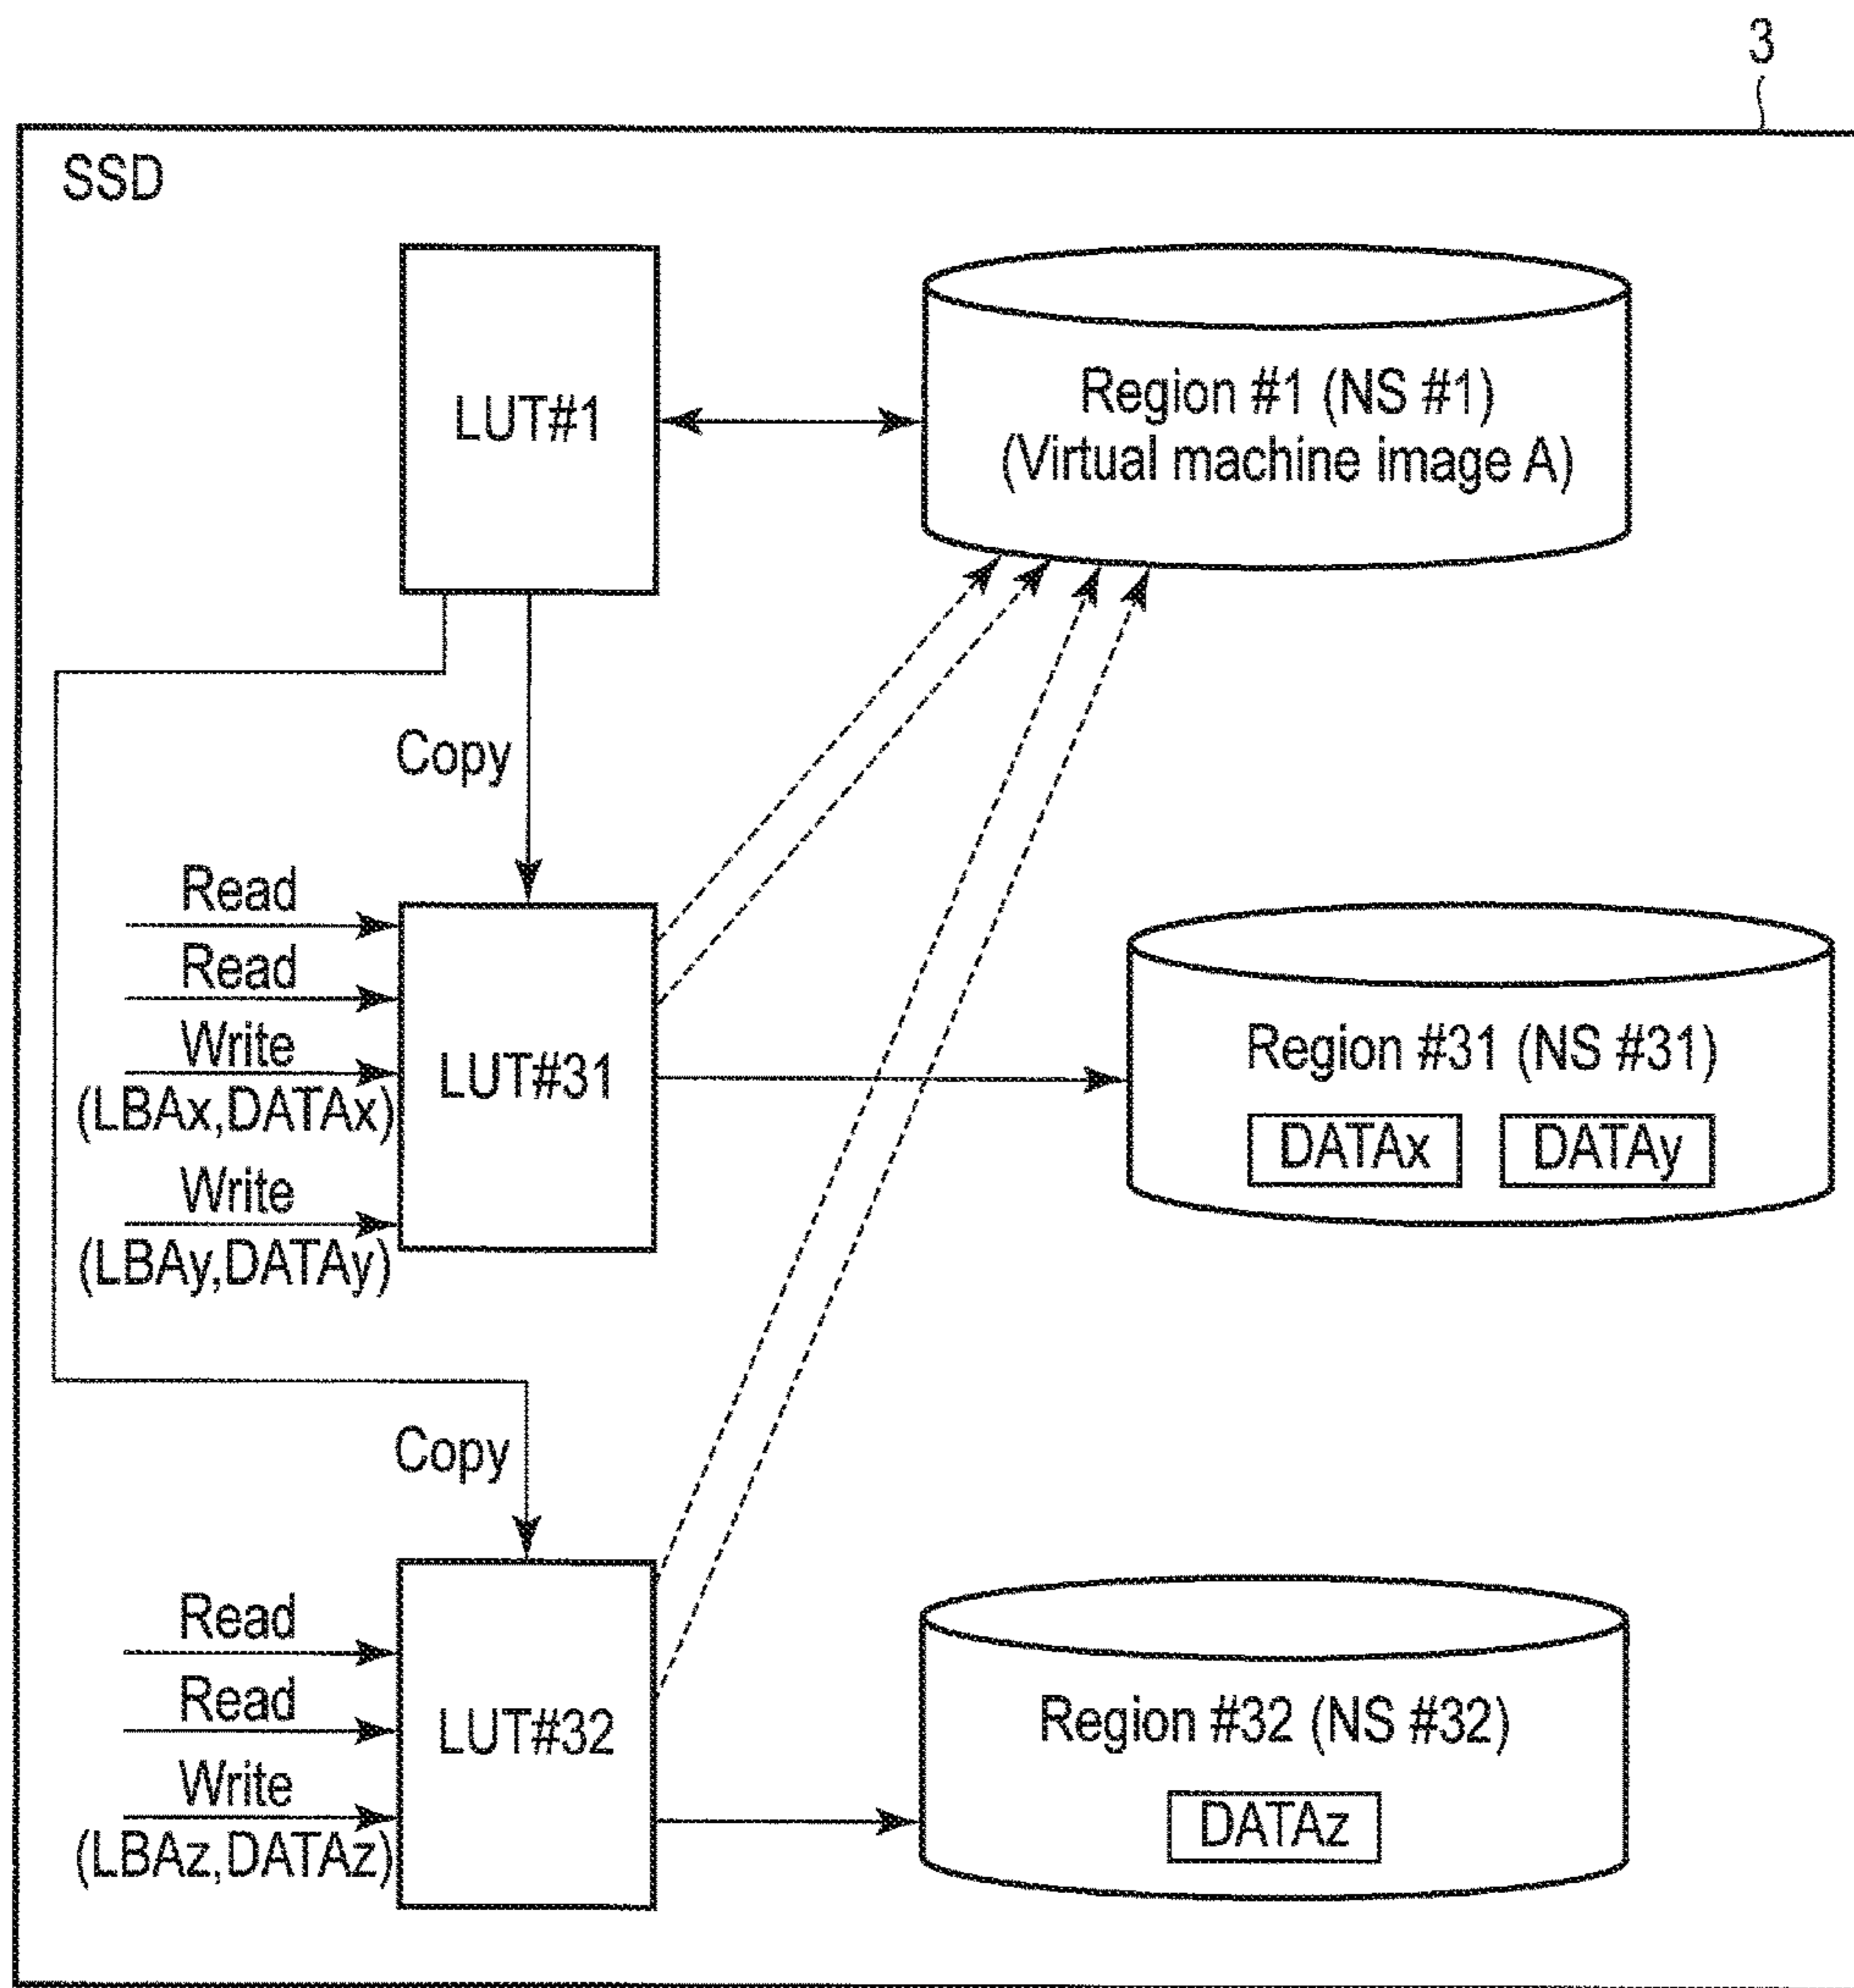 3
SSD
LUT#1
Region #1 (NS #1)
(Virtual machine image A)
Copy
Read
Read
Write
(LBAx,DATAx)
Write
(LBAy,DATAy)
LUT#31
Region #31 (NS #31)
DATAx DATAy
Copy
Read
Read
Write
(LBAz,DATAz)
LUT#32
Region #32 (NS #32)
DATAz